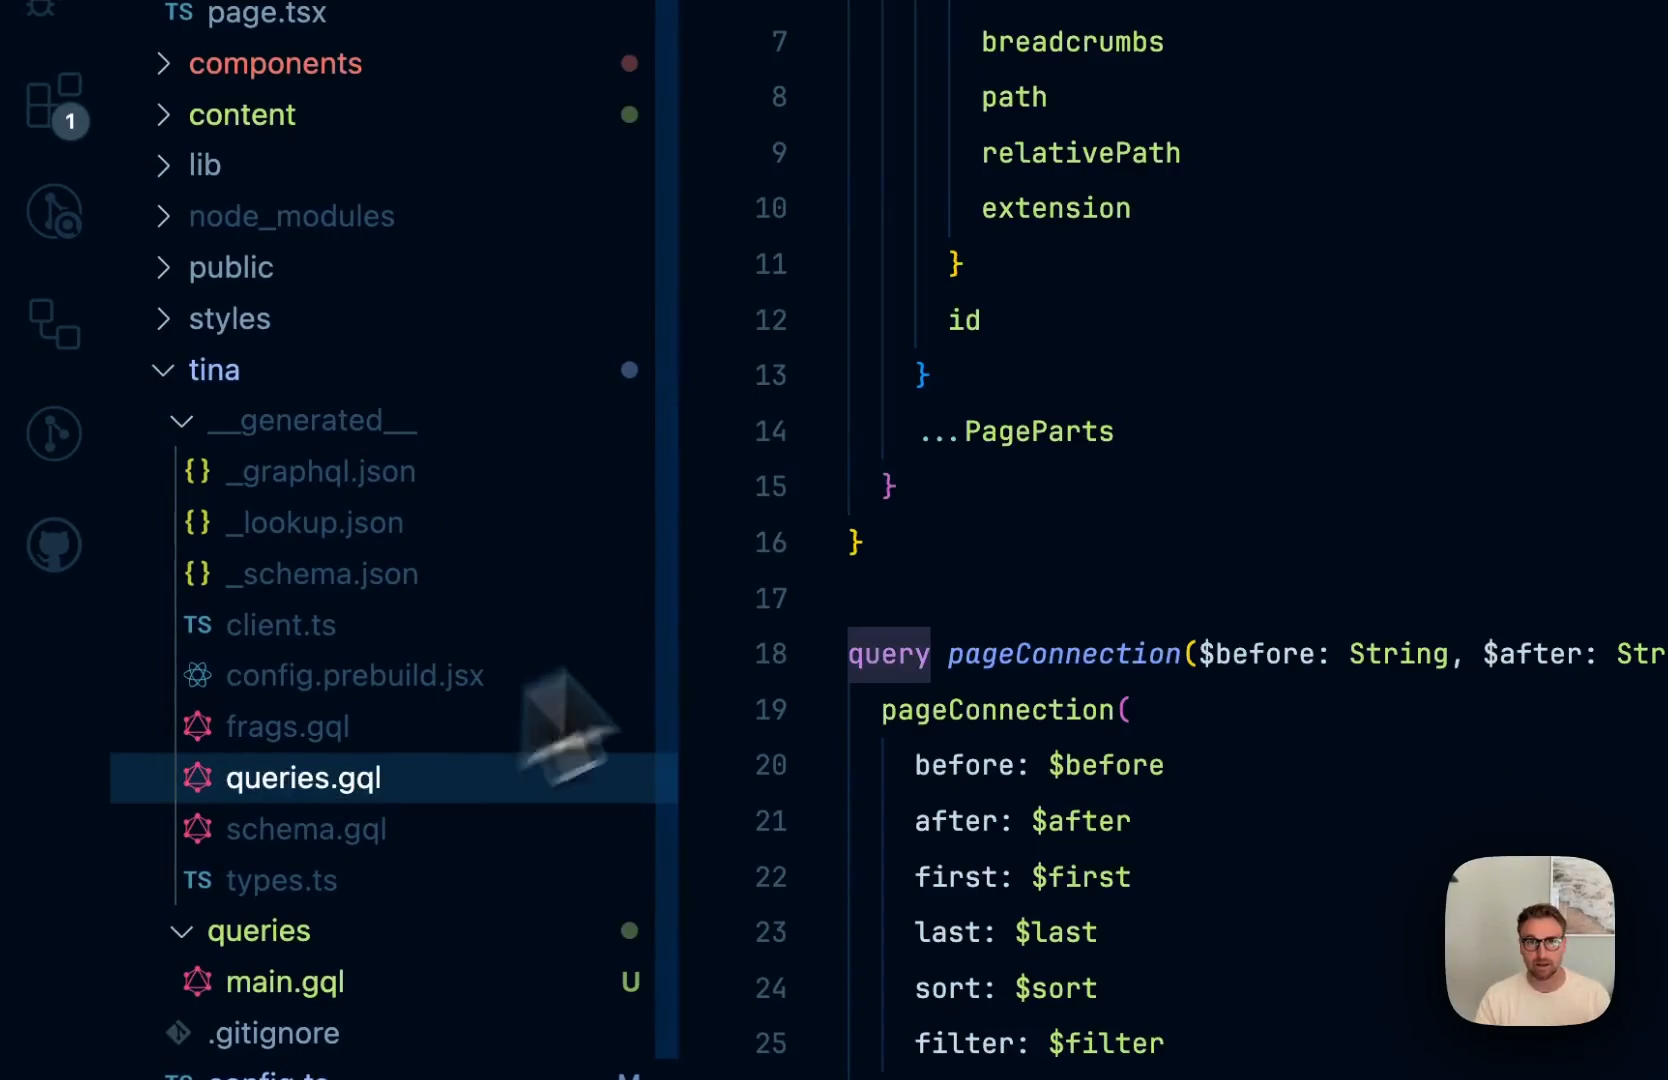 TS page.tsx
components
content
1
lib
node_modules
public
styles
tina
__generated__
{} _graphql.json
{} _lookup.json
{} _schema.json
TS client.ts
config.prebuild.jsx
frags.gql
queries.gql
schema.gql
TS types.ts
queries
main.gql U
.gitignore
TS config.ts M
7 breadcrumbs
8 path
9 relativePath
10 extension
11 }
12 id
13 }
14 ...PageParts
15 }
16 }
17
18 query pageConnection($before: String, $after: Str
19 pageConnection(
20 before: $before
21 after: $after
22 first: $first
23 last: $last
24 sort: $sort
25 filter: $filter